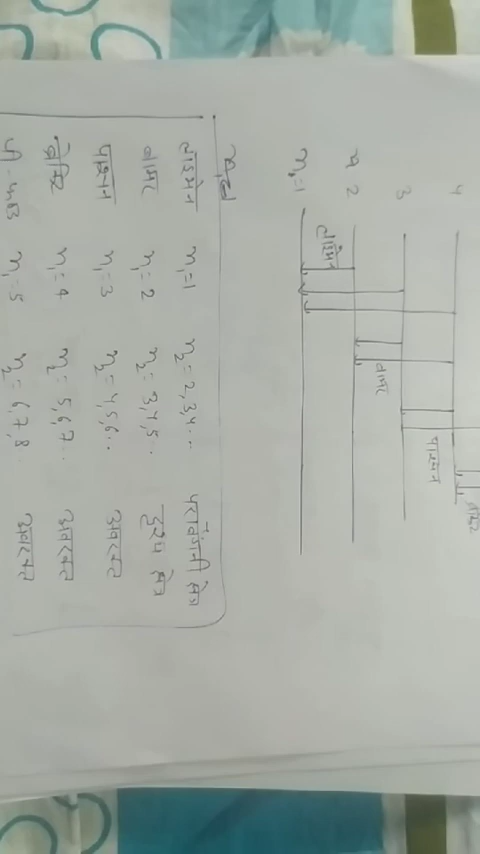 4
3
n 2
n₁=1
लाइमन
बामर
पाश्चन
लाइमन n₁=1 n₂=2,3,4... पराबैंगनी क्षेत्र
बामर n₁=2 n₂=3,4,5.. दृश्य क्षेत्र
पाश्चन n₁=3 n₂=4,5,6.. अवरक्त
ब्रैकेट n₁=4 n₂=5,6,7.. अवरक्त
n₁=5 n₂=6,7,8. अवरक्त